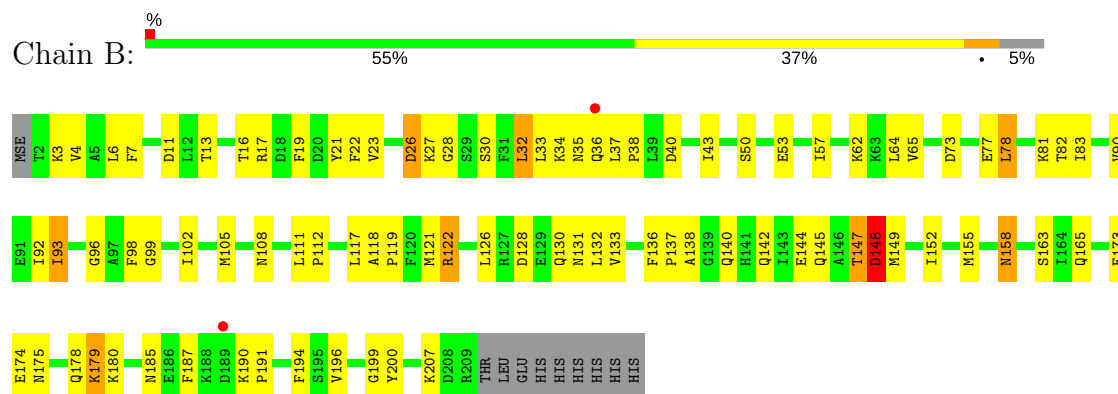 %
Chain B:
55% 37% • 5%
MSE T2 K3 V4 A5 L6 F7 D11 L12 T13 T16 R17 D18 F19 D20 Y21 F22 V23 D26 K27 G28 S29 S30 F31 L32 L33 K34 N35 Q36 L37 P38 L39 D40 I43 S50 E53 I57 K62 K63 L64 V65 D73 E77 L78 K81 T82 I83
E91 I92 I93 G96 A97 F98 G99 I102 M105 N108 L111 P112 L117 A118 P119 F120 M121 R122 L126 R127 D128 E129 Q130 N131 L132 V133 F136 P137 A138 G139 Q140 H141 Q142 I143 E144 Q145 A146 T147 D148 M149 I152 M155 N158 S163 I164 Q165
E174 N175 Q178 K179 K180 N185 E186 F187 K188 D189 K190 P191 F194 S195 V196 G199 Y200 K207 D208 R209 THR LEU GLU HIS HIS HIS HIS HIS HIS